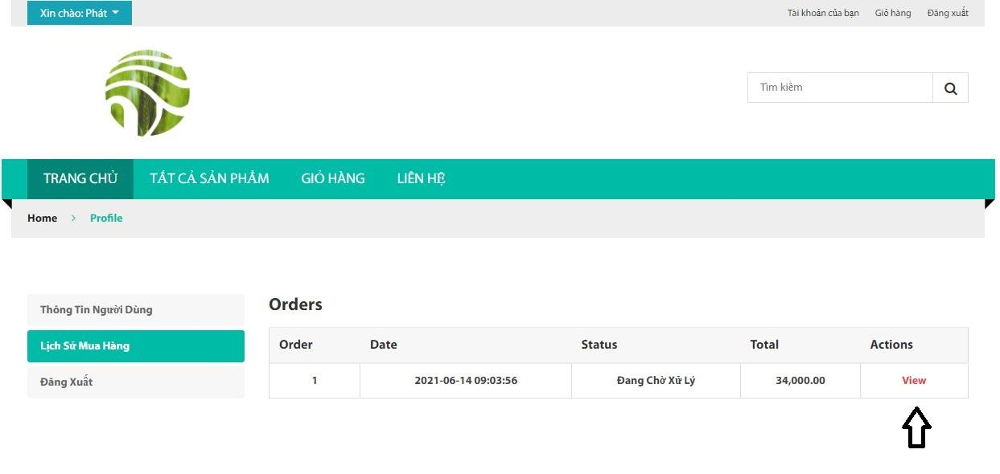 Xin chào: Phát
Tài khoản của bạn Giỏ hàng Đăng xuất
Tìm kiếm
TRANG CHỦ TẤT CẢ SẢN PHẨM GIỎ HÀNG LIÊN HỆ
Home > Profile
Thông Tin Người Dùng
Lịch Sử Mua Hàng
Đăng Xuất
Orders
Order Date Status Total Actions
1 2021-06-14 09:03:56 Đang Chờ Xử Lý 34,000.00 View